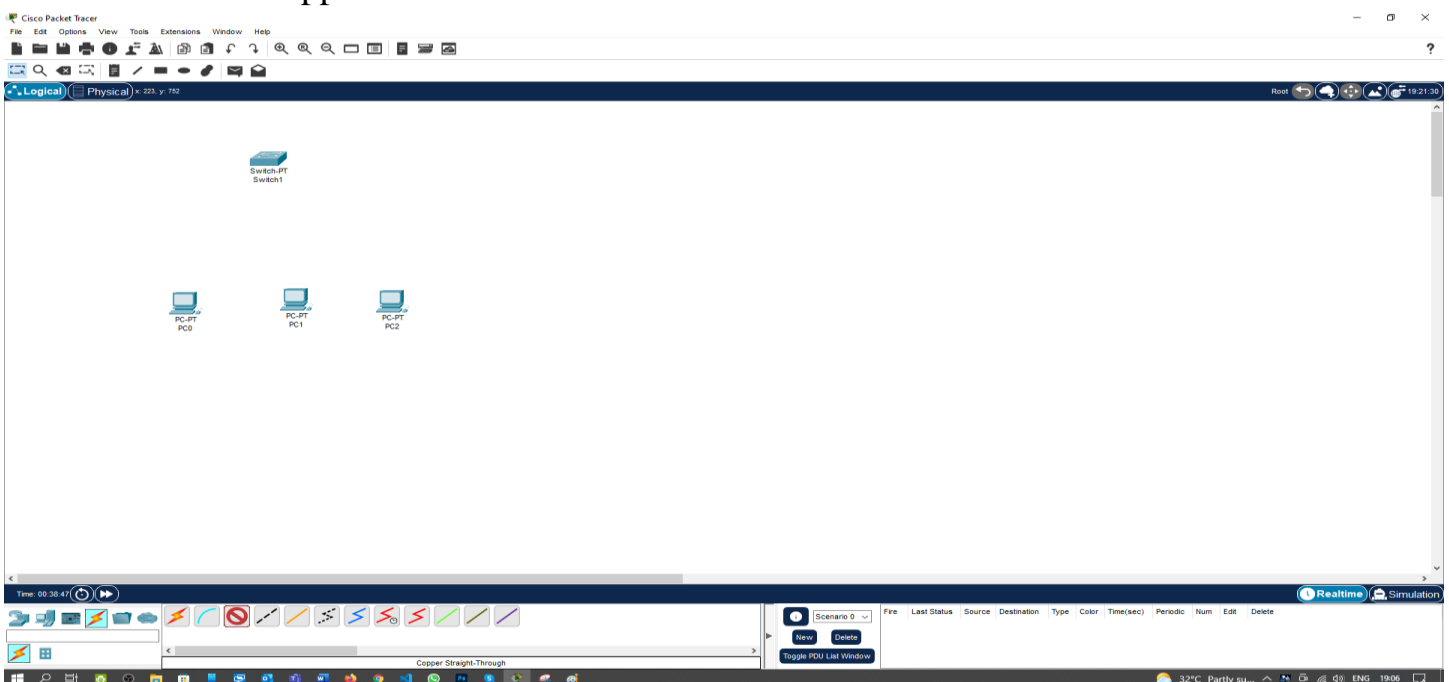 Cisco Packet Tracer
File Edit Options View Tools Extensions Window Help
?
Logical Physical x: 223, y: 752 Root 19:21:30
Switch-PT
Switch1
PC-PT
PC0
PC-PT
PC1
PC-PT
PC2
Time: 00:38:47 Realtime Simulation
Scenario 0 Fire Last Status Source Destination Type Color Time(sec) Periodic Num Edit Delete
New Delete
Toggle PDU List Window
Copper Straight-Through
32°C Partly su... ENG 19:06